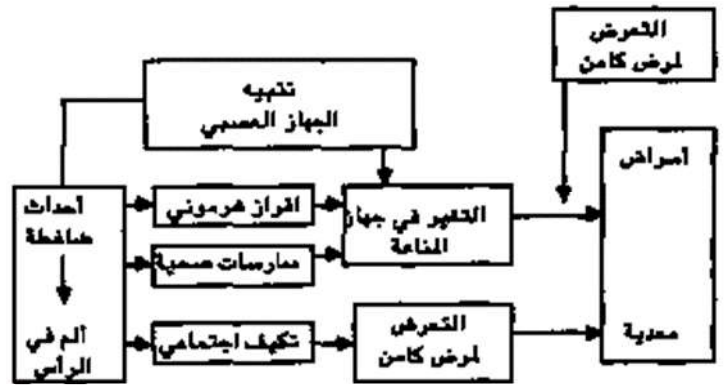 التعرض
لمرض كامن
تنبيه
الجهاز العصبي
أحداث
ضاغطة
ألم في
الرأس
افراز هرموني
ممارسات صحية
تكيف اجتماعي
التغير في جهاز
المناعة
التعرض
لمرض كامن
أمراض
معدية